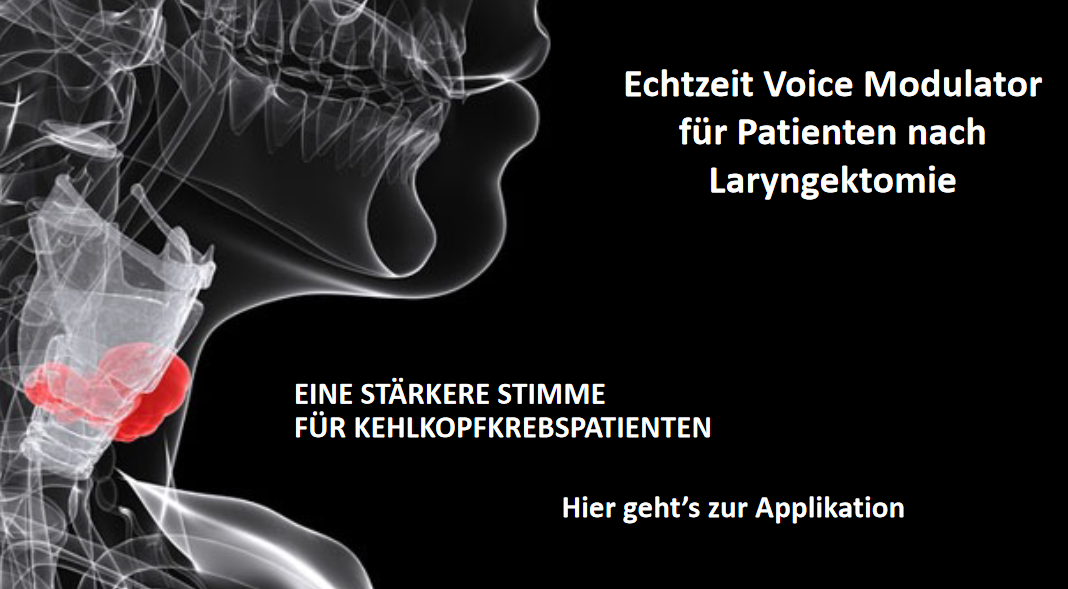 Echtzeit Voice Modulator
für Patienten nach
Laryngektomie
EINE STÄRKERE STIMME
FÜR KEHLKOPFKREBSPATIENTEN
Hier geht’s zur Applikation